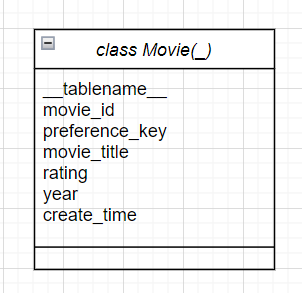 class Movie(_)
__tablename__
movie_id
preference_key
movie_title
rating
year
create_time